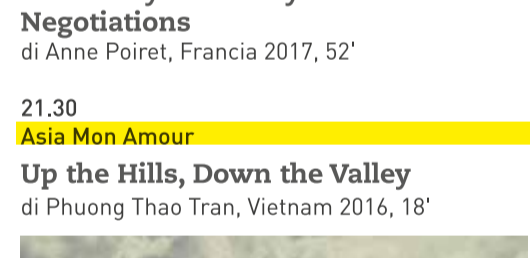 Negotiations
di Anne Poiret, Francia 2017, 52'
21.30
Asia Mon Amour
Up the Hills, Down the Valley
di Phuong Thao Tran, Vietnam 2016, 18'